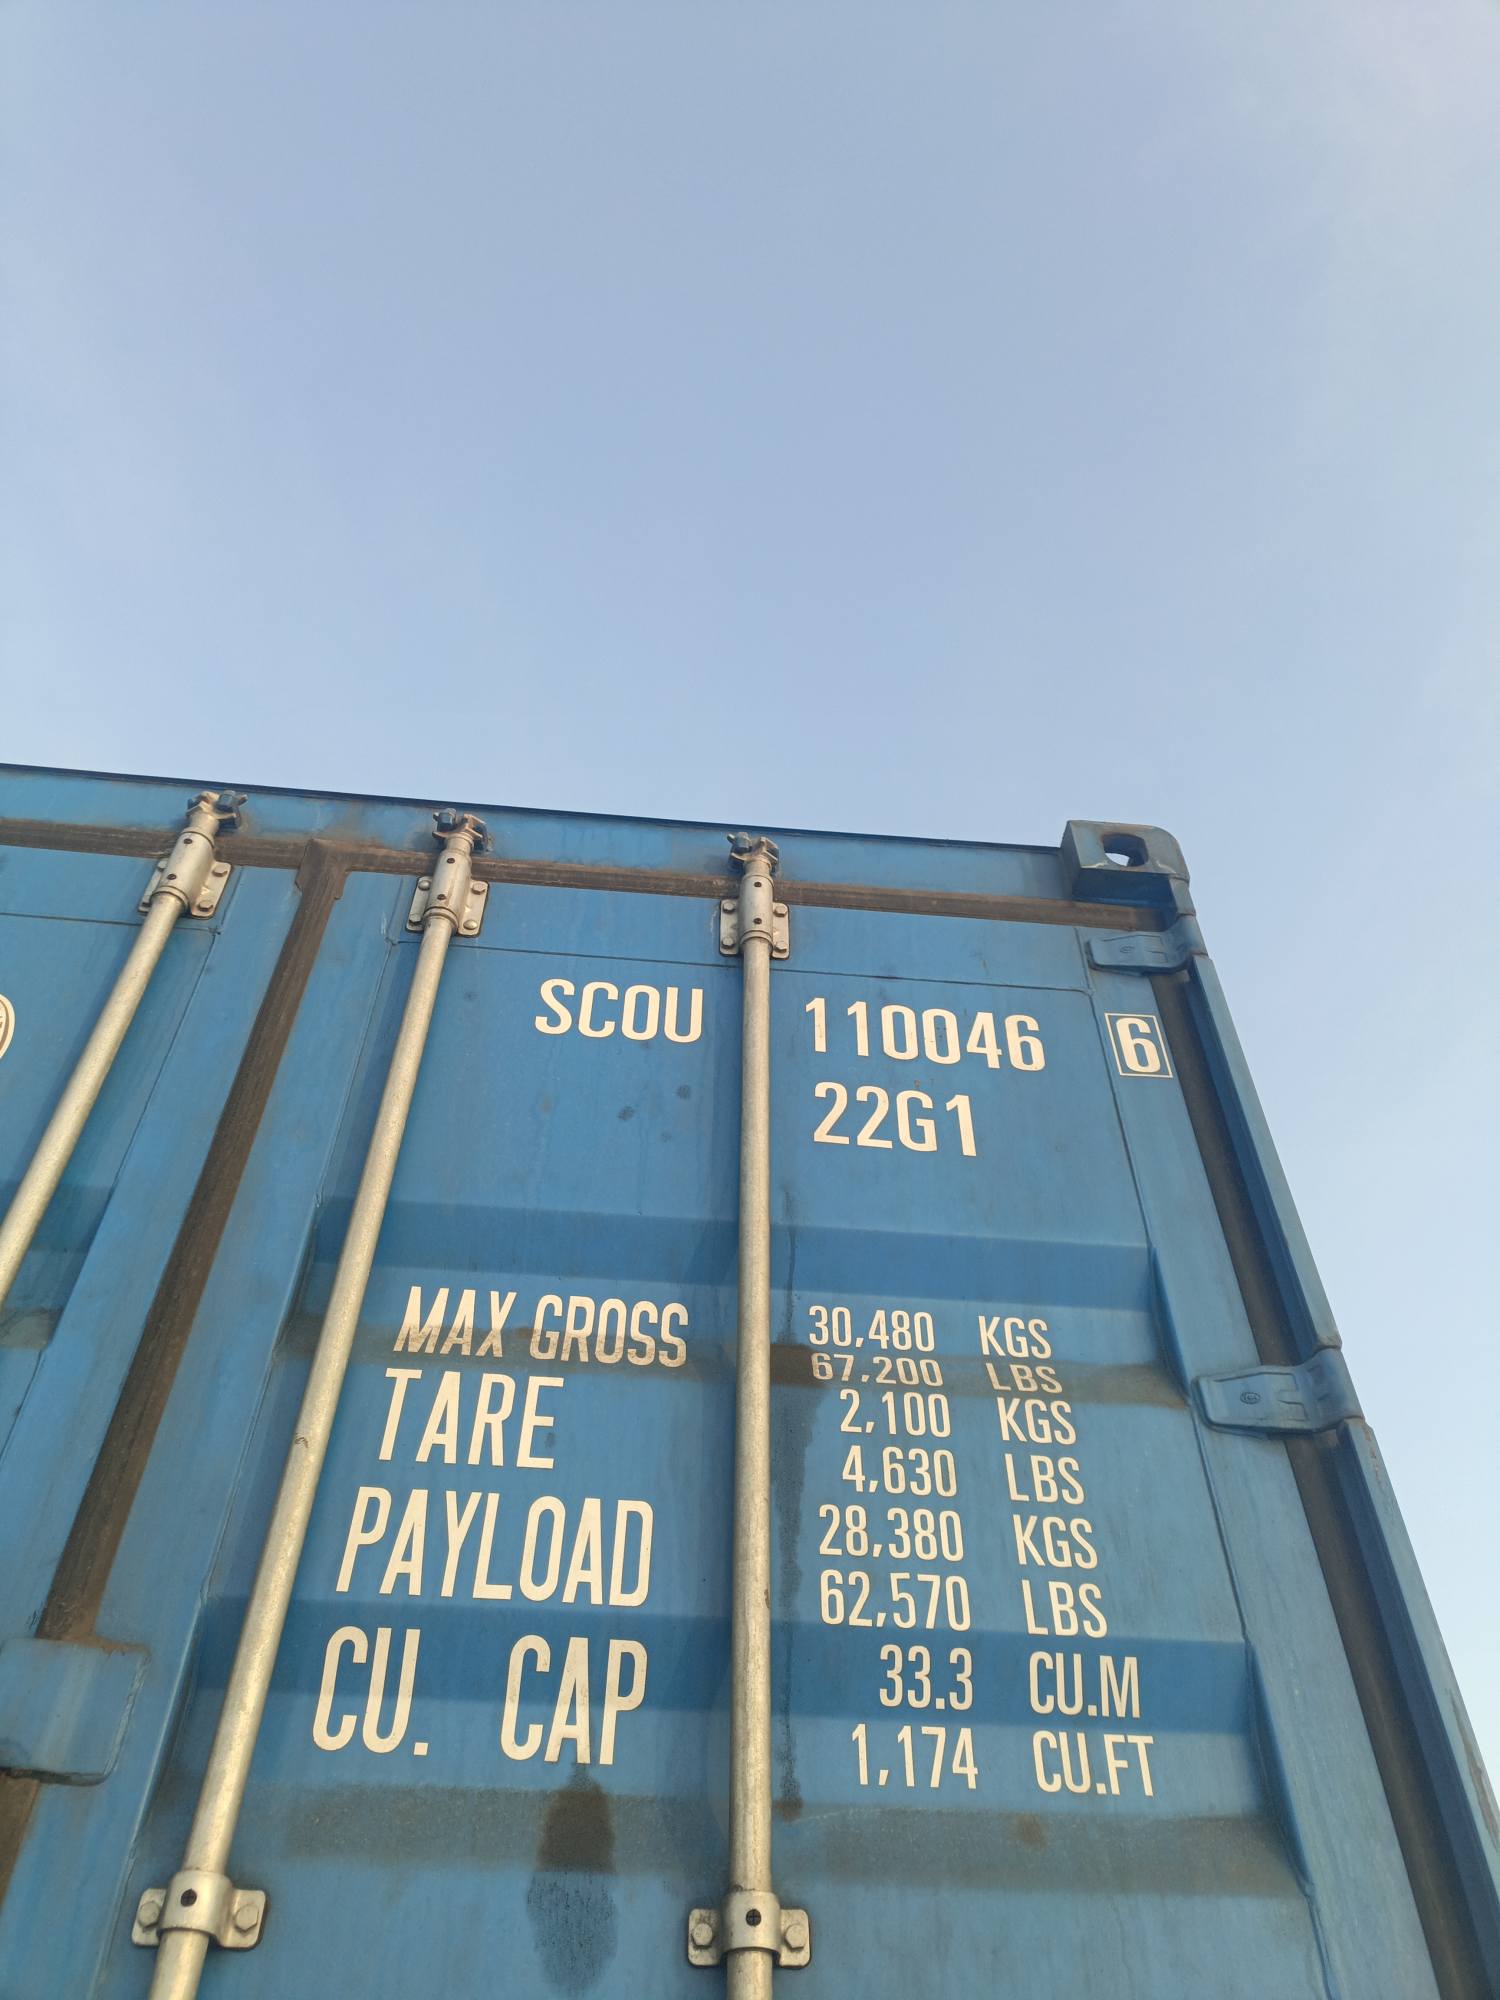 SCOU 110046 6
22G1
MAX GROSS 30,480 KGS
67,200 LBS
TARE 2,100 KGS
4,630 LBS
PAYLOAD 28,380 KGS
62,570 LBS
CU. CAP 33.3 CU.M
1,174 CU.FT